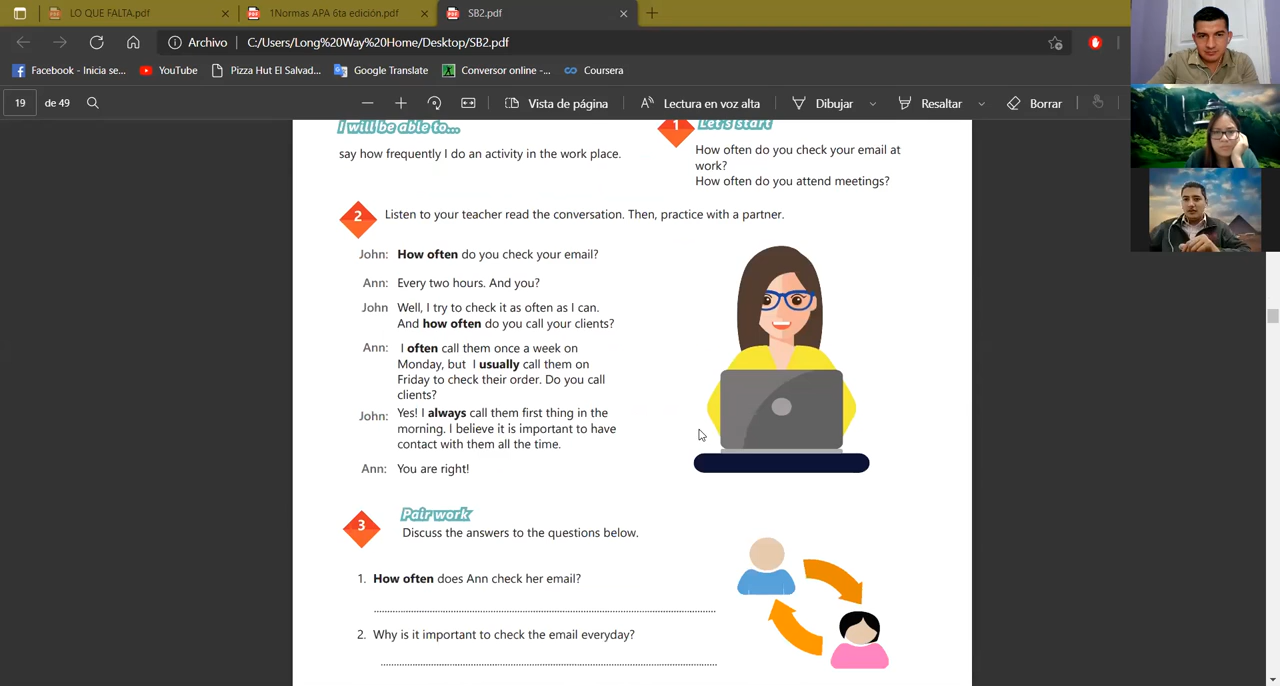 LO QUE FALTA.pdf
1Normas APA 6ta edición.pdf
SB2.pdf
Archivo
C:/Users/Long%20Way%20Home/Desktop/SB2.pdf
Facebook - Inicia se...
YouTube
Pizza Hut El Salvad...
Google Translate
Conversor online -...
Coursera
19 de 49
Vista de página
Lectura en voz alta
Dibujar
Resaltar
Borrar
I will be able to...
say how frequently I do an activity in the work place.
1
Let's start
How often do you check your email at
work?
How often do you attend meetings?
2
Listen to your teacher read the conversation. Then, practice with a partner.
John: How often do you check your email?
Ann: Every two hours. And you?
John Well, I try to check it as often as I can.
And how often do you call your clients?
Ann: I often call them once a week on
Monday, but I usually call them on
Friday to check their order. Do you call
clients?
John: Yes! I always call them first thing in the
morning. I believe it is important to have
contact with them all the time.
Ann: You are right!
3
Pair work
Discuss the answers to the questions below.
1. How often does Ann check her email?
2. Why is it important to check the email everyday?